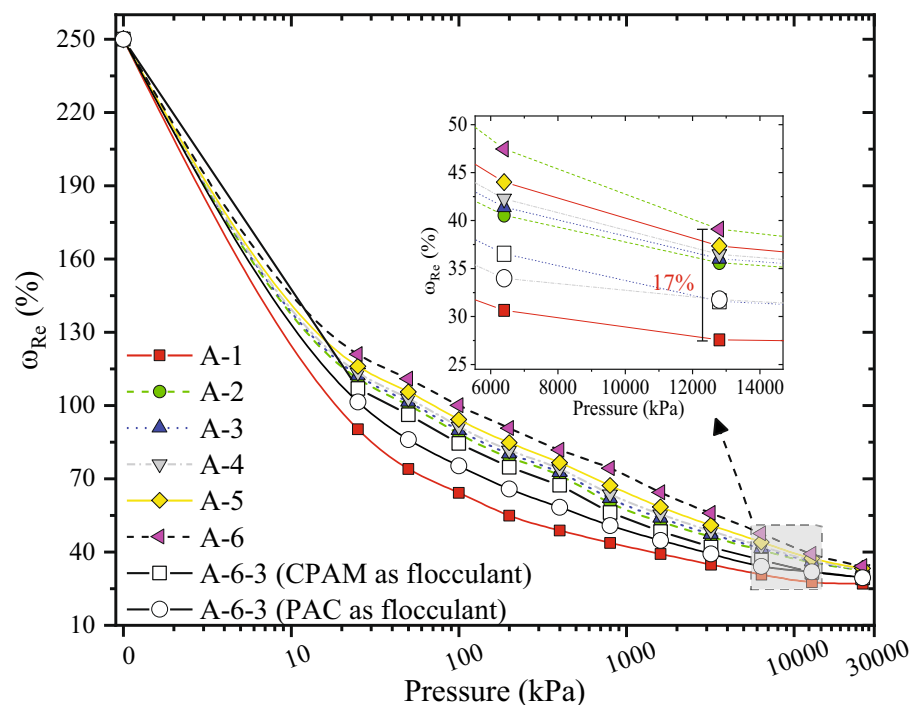 ω_Re (%)
250
220
190
160
130
100
70
40
10
0
10
100
1000
10000
30000
Pressure (kPa)
A-1
A-2
A-3
A-4
A-5
A-6
A-6-3 (CPAM as flocculant)
A-6-3 (PAC as flocculant)
ω_Re (%)
50
45
40
35
30
25
17%
6000 8000 10000 12000 14000
Pressure (kPa)